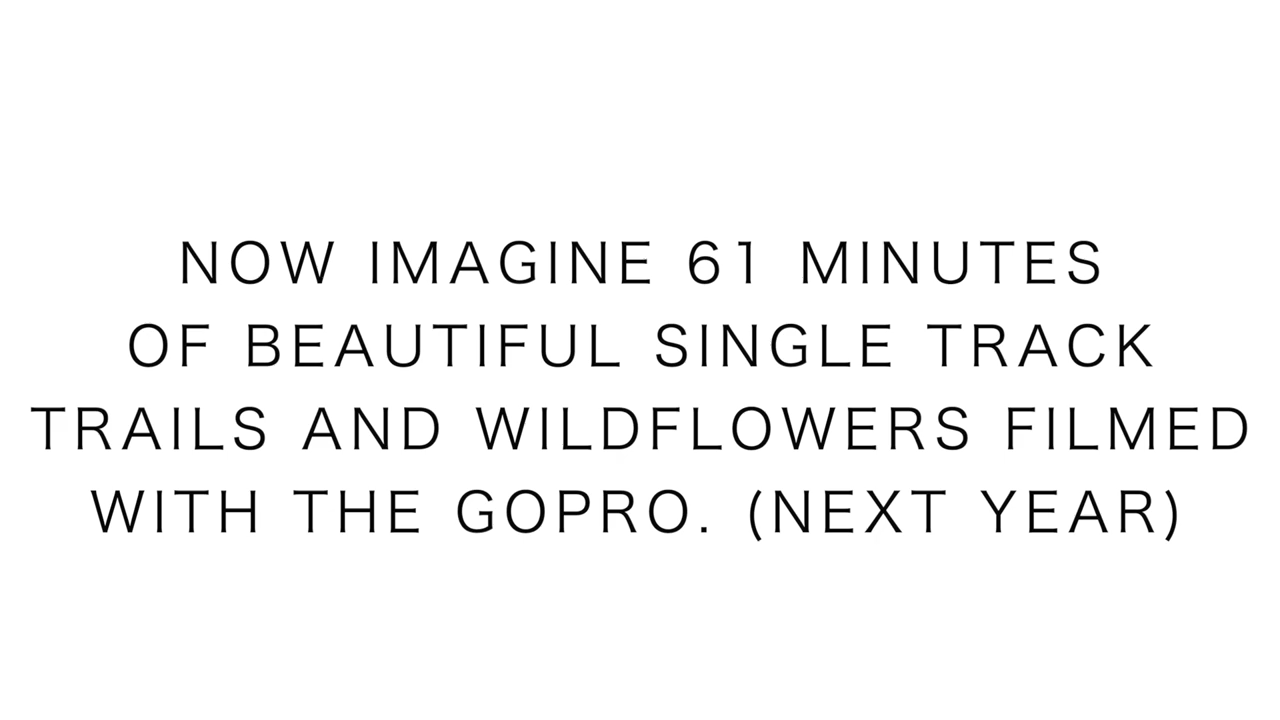 NOW IMAGINE 61 MINUTES
OF BEAUTIFUL SINGLE TRACK
TRAILS AND WILDFLOWERS FILMED
WITH THE GOPRO. (NEXT YEAR)